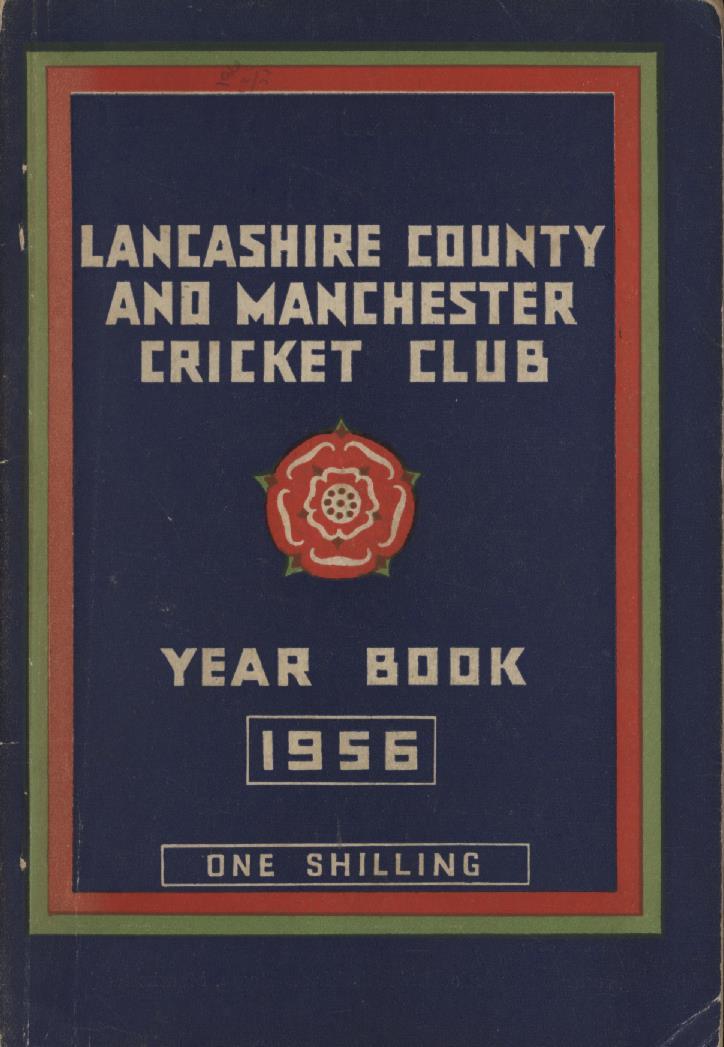 LANCASHIRE COUNTY
AND MANCHESTER
CRICKET CLUB
YEAR BOOK
1956
ONE SHILLING